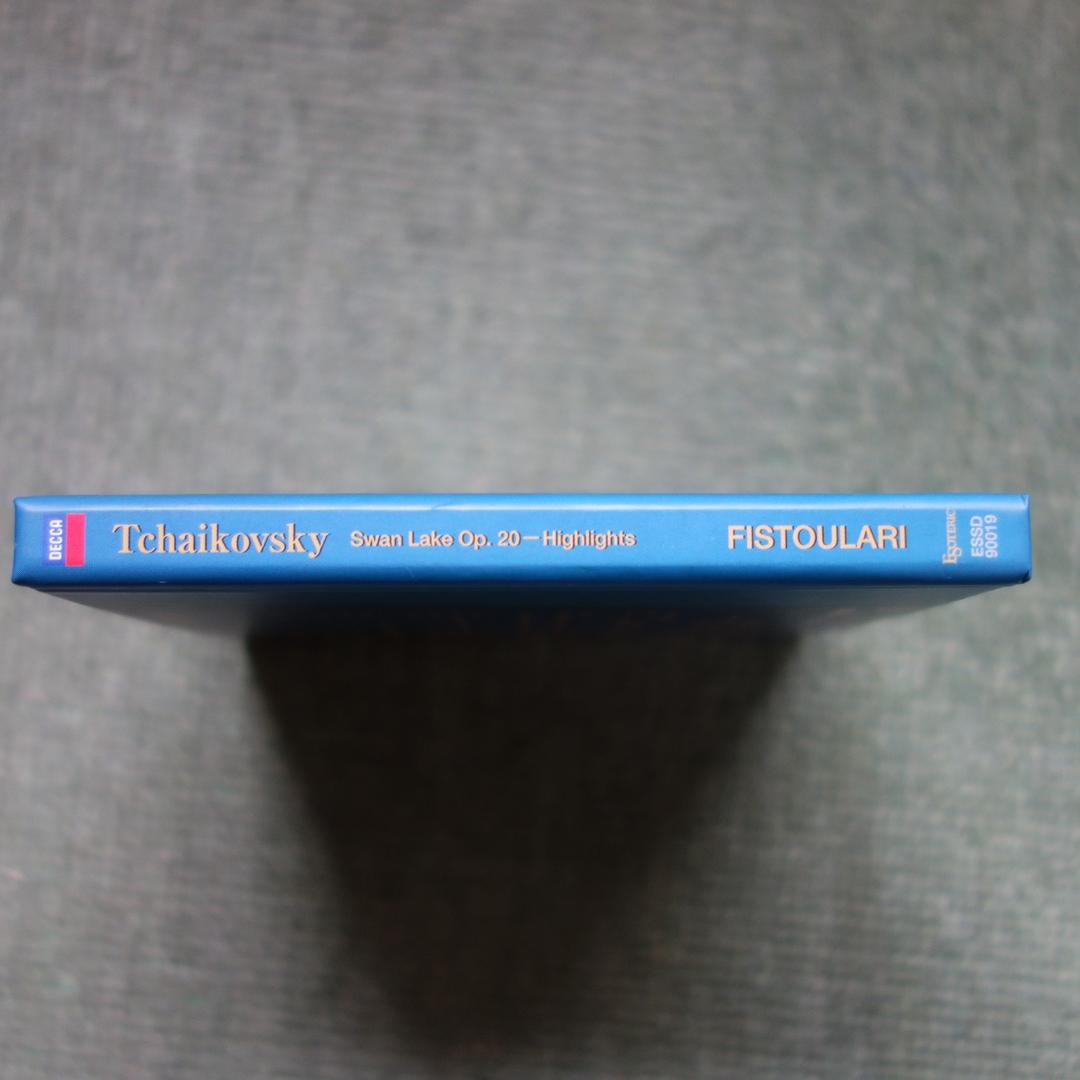 DECCA
Tchaikovsky Swan Lake Op. 20—Highlights FISTOULARI
ESOTERIC
ESSD
90019